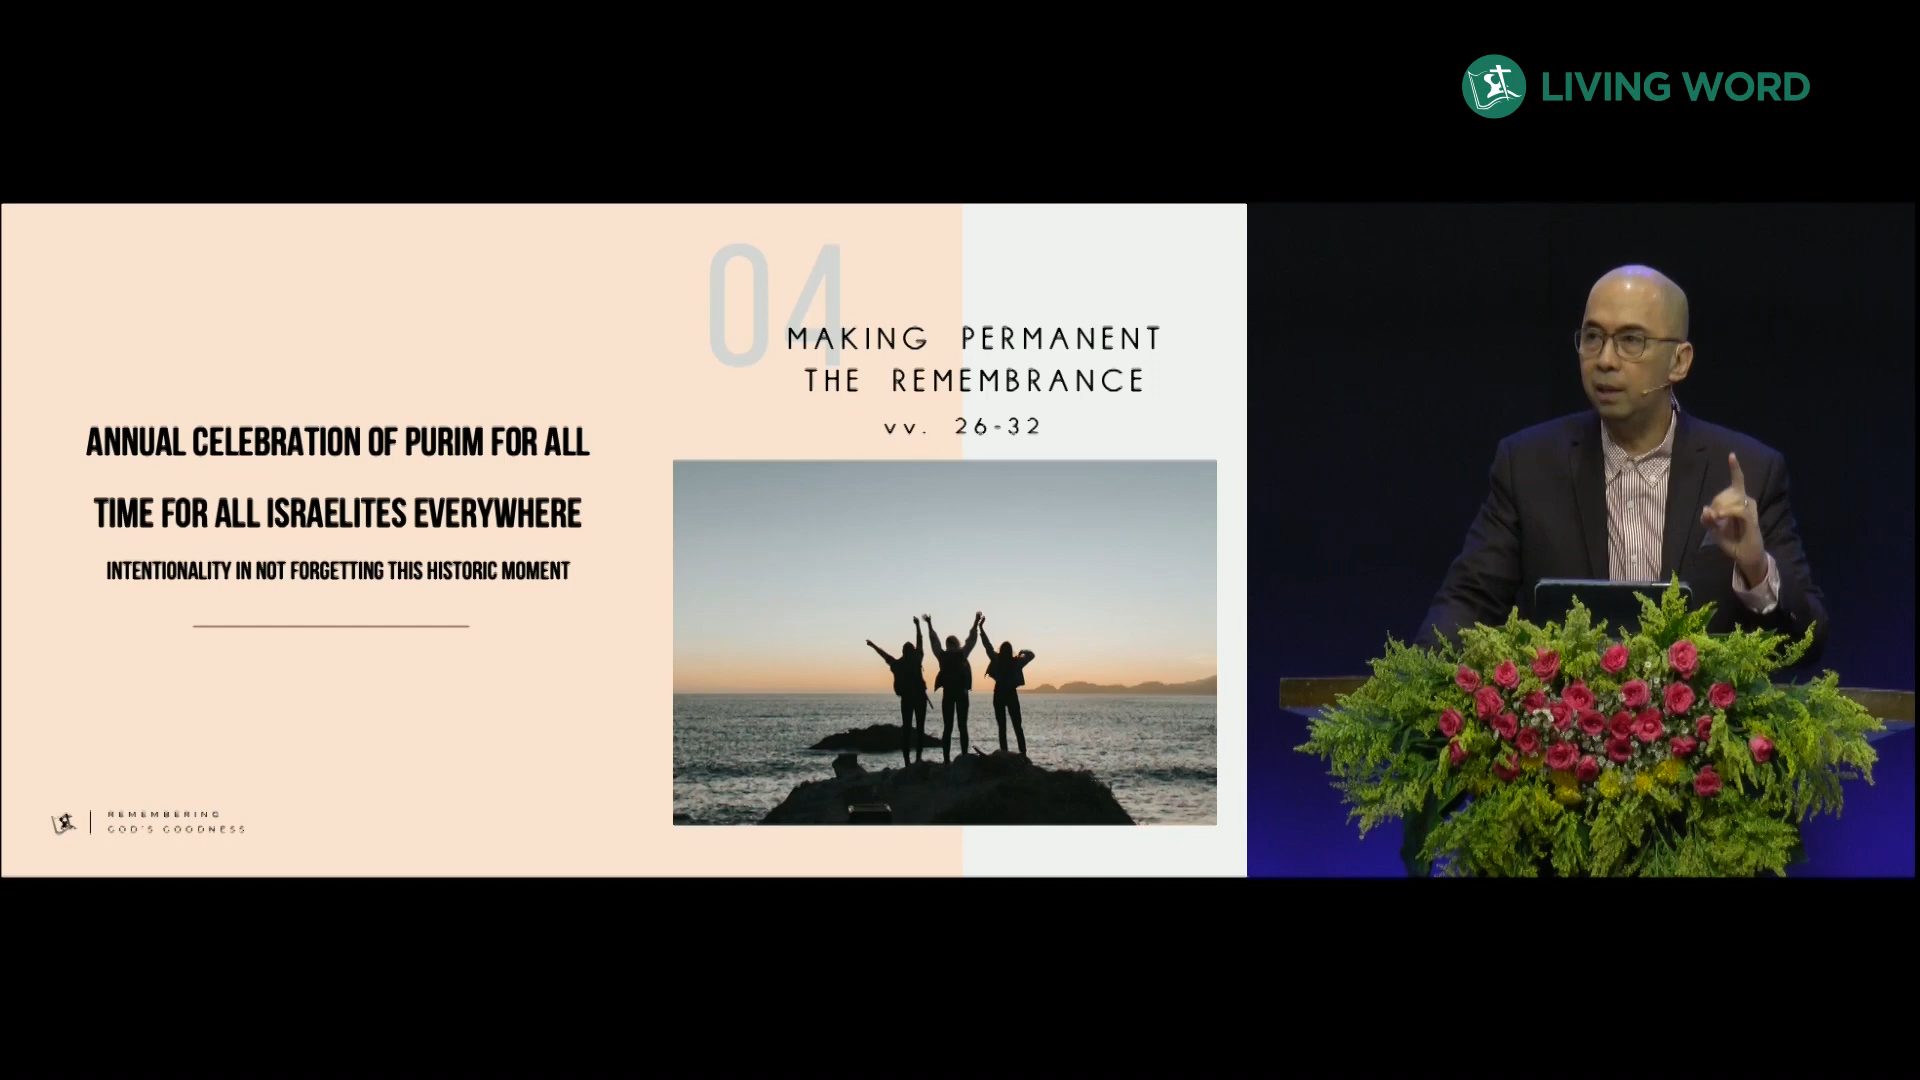 LIVING WORD
04
MAKING PERMANENT
THE REMEMBRANCE
vv. 26-32
ANNUAL CELEBRATION OF PURIM FOR ALL
TIME FOR ALL ISRAELITES EVERYWHERE
INTENTIONALITY IN NOT FORGETTING THIS HISTORIC MOMENT
REMEMBERING
GOD'S GOODNESS